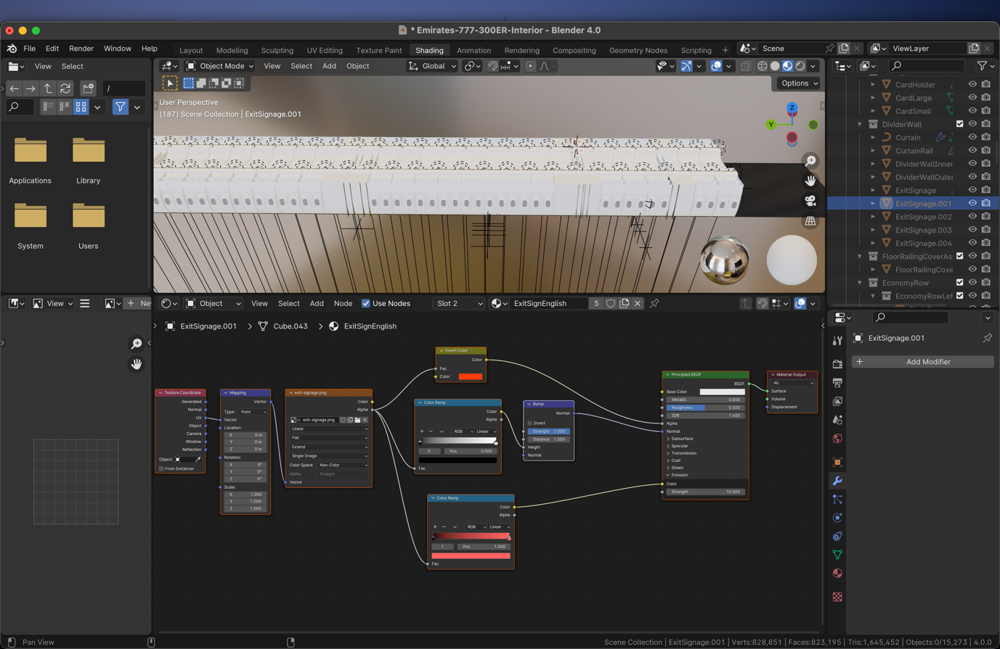 * Emirates-777-300ER-Interior - Blender 4.0
File Edit Render Window Help
Layout Modeling Sculpting UV Editing Texture Paint Shading Animation Rendering Compositing Geometry Nodes Scripting +
Scene
ViewLayer
View Select
Object Mode View Select Add Object Global
Options
/
User Perspective
(187) Scene Collection | ExitSignage.001
Z
Y
Applications
Library
System
Users
CardHolder
CardLarge
CardSmall
DividerWall
Curtain
CurtainRail
DividerWallInner
DividerWallOuter
ExitSignage
ExitSignage.001
ExitSignage.002
ExitSignage.003
ExitSignage.004
FloorRailingCoverAs
FloorRailingCove
EconomyRow
EconomyRowLef
View
+ Ne
Object View Select Add Node Use Nodes Slot 2 ExitSignEnglish 5
ExitSignage.001 > Cube.043 > ExitSignEnglish
Texture Coordinate
Generated
Normal
UV
Object
Camera
Window
Reflection
Object:
From Instancer
Mapping
Vector
Type: Point
Vector
Location:
X 0 m
Y 0 m
Z 0 m
Rotation:
X 0°
Y 0°
Z 0°
Scale:
X 1.000
Y 1.000
Z 1.000
exit-signage.png
Color
Alpha
exit-signage.png
Linear
Flat
Extend
Single Image
Color Space Non-Color
Alpha Straight
Vector
Invert Color
Color
Fac
Color
Color Ramp
Color
Alpha
+ − RGB Linear
0 Pos 0.000
Fac
Color Ramp
Color
Alpha
+ − RGB Linear
1 Pos 1.000
Fac
Bump
Normal
Invert
Strength 1.000
Distance 1.000
Height
Normal
Principled BSDF
BSDF
Base Color
Metallic 0.000
Roughness 0.500
IOR 1.450
Alpha
Normal
Subsurface
Specular
Transmission
Coat
Sheen
Emission
Color
Strength 10.000
Material Output
All
Surface
Volume
Displacement
ExitSignage.001
+ Add Modifier
Pan View
Scene Collection | ExitSignage.001 | Verts:828,851 | Faces:823,195 | Tris:1,645,452 | Objects:0/15,273 | 4.0.0